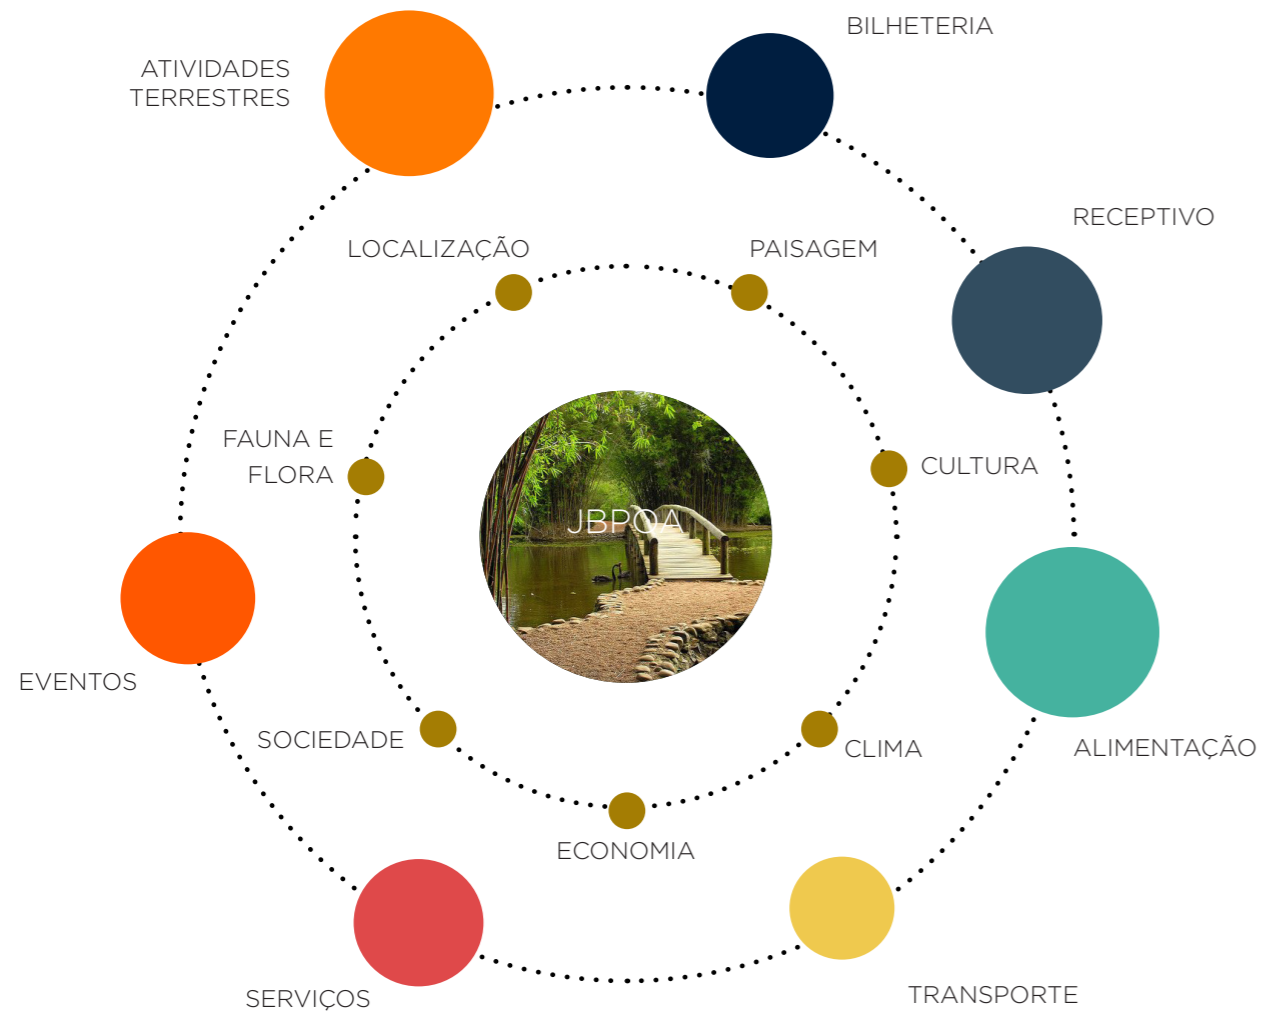 BILHETERIA
ATIVIDADES
TERRESTRES
RECEPTIVO
LOCALIZAÇÃO
PAISAGEM
FAUNA E
FLORA
CULTURA
JBPOA
EVENTOS
SOCIEDADE
CLIMA
ALIMENTAÇÃO
ECONOMIA
SERVIÇOS
TRANSPORTE